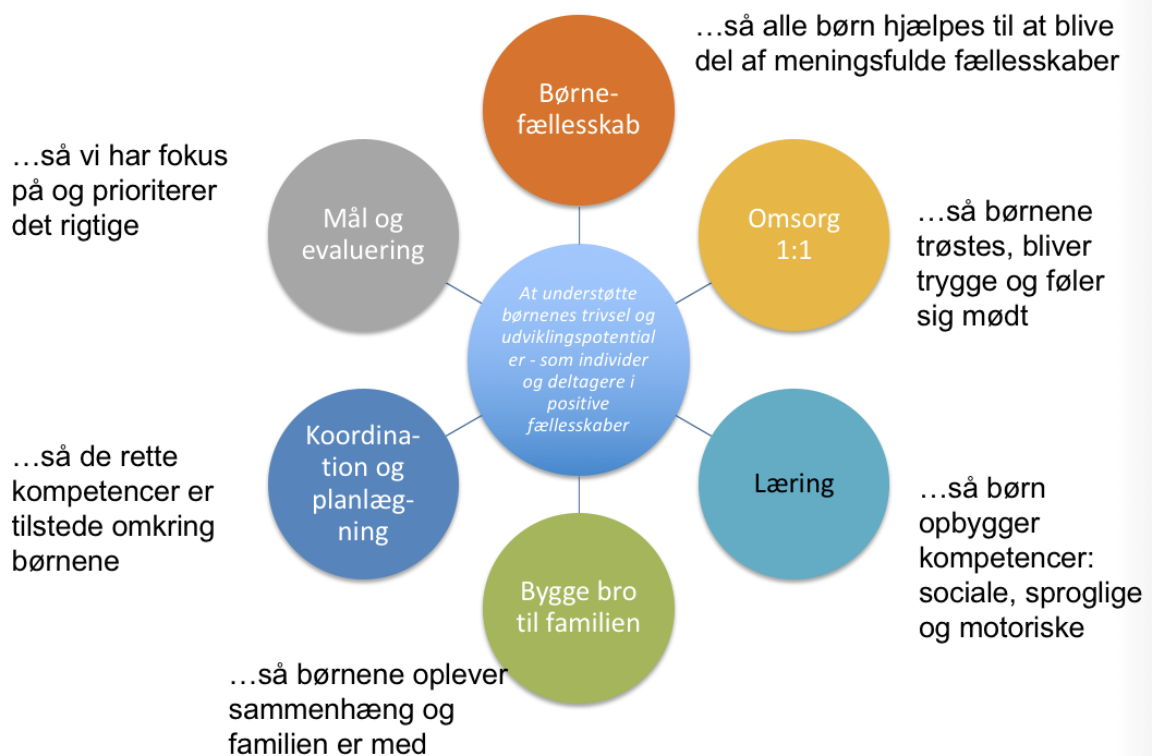 …så alle børn hjælpes til at blive
del af meningsfulde fællesskaber
Børne-
fællesskab
…så vi har fokus
på og prioriterer
det rigtige
Mål og
evaluering
Omsorg
1:1
…så børnene
trøstes, bliver
trygge og føler
sig mødt
At understøtte
børnenes trivsel og
udviklingspotential
er - som individer
og deltagere i
positive
fællesskaber
…så de rette
kompetencer er
tilstede omkring
børnene
Koordina-
tion og
planlæg-
ning
Læring
…så børn
opbygger
kompetencer:
sociale, sproglige
og motoriske
Bygge bro
til familien
…så børnene oplever
sammenhæng og
familien er med